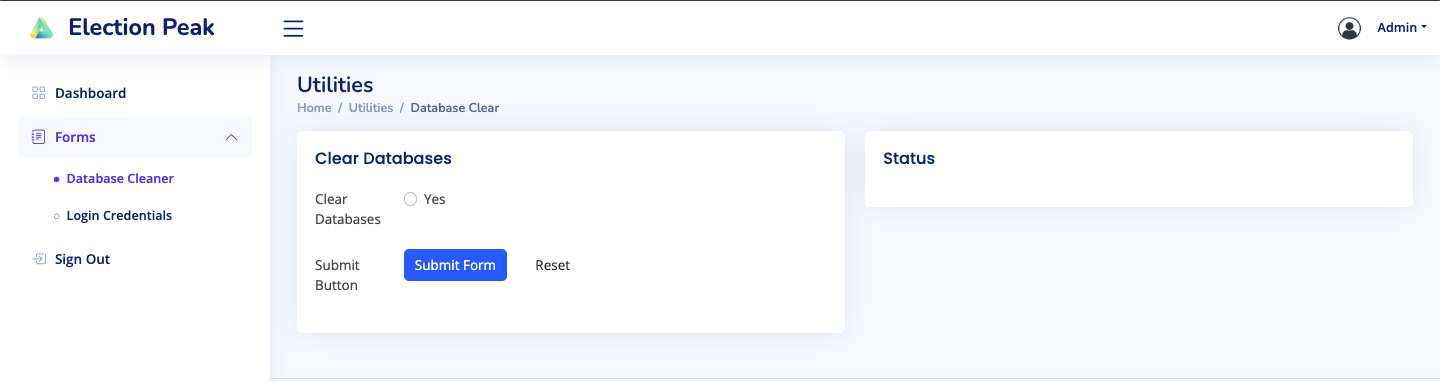 Election Peak
Admin
Dashboard
Forms
Database Cleaner
Login Credentials
Sign Out
Utilities
Home / Utilities / Database Clear
Clear Databases
Clear
Databases
Yes
Submit
Button
Submit Form
Reset
Status